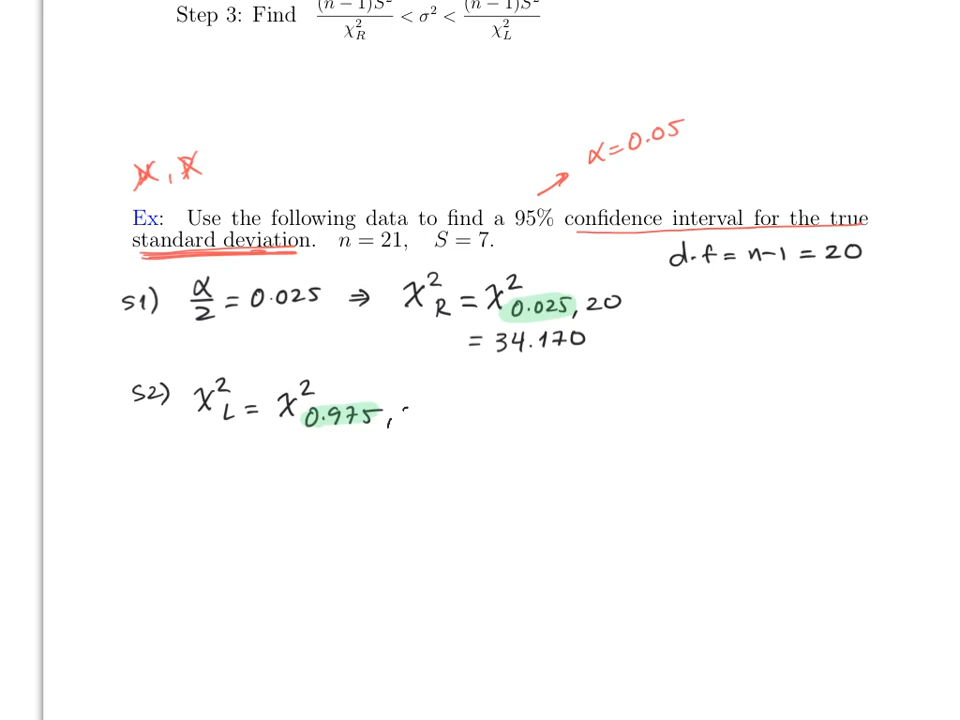 Step 3: Find (n − 1)S² / χ²_R < σ² < (n − 1)S² / χ²_L
α = 0.05
Ex: Use the following data to find a 95% confidence interval for the true
standard deviation. n = 21, S = 7.
d.f = n-1 = 20
S1) α/2 = 0.025 ⇒ χ²_R = χ²_0.025, 20
= 34.170
S2) χ²_L = χ²_0.975,